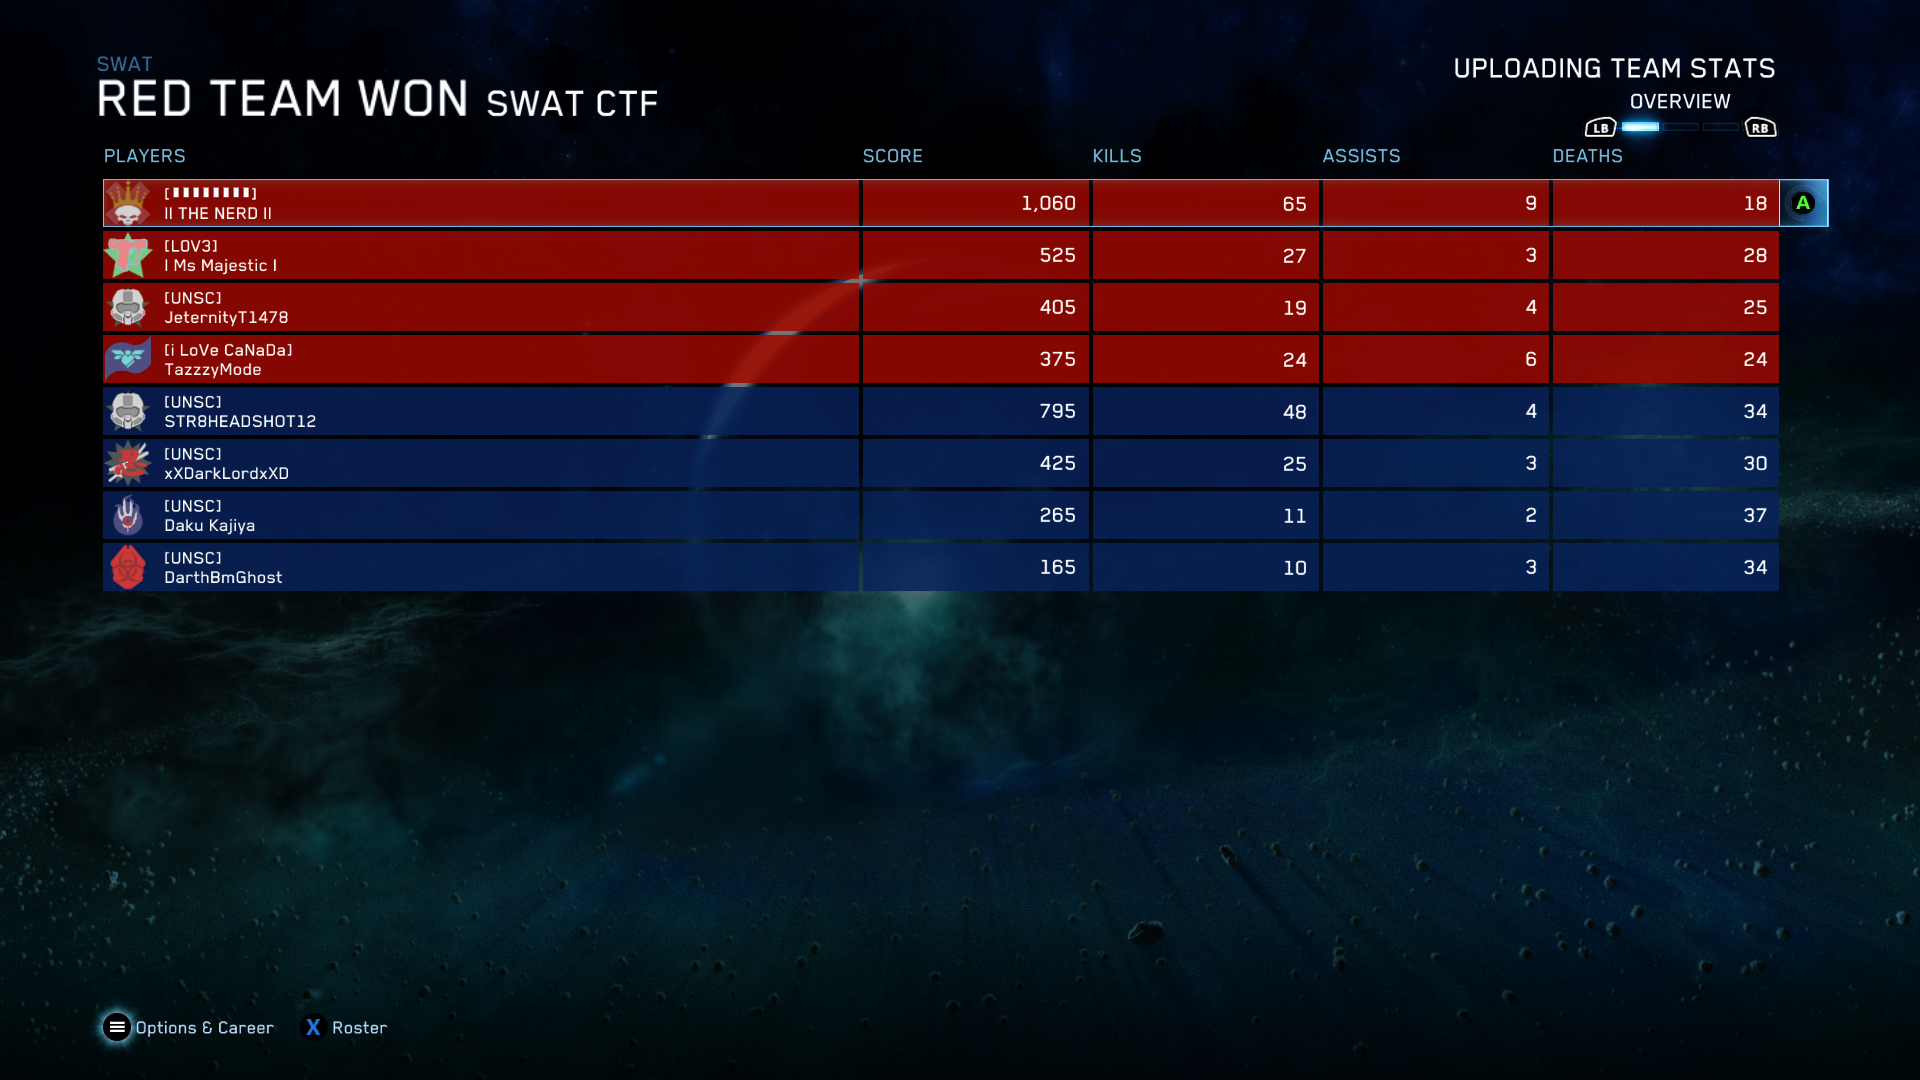 SWAT
RED TEAM WON SWAT CTF
UPLOADING TEAM STATS
OVERVIEW
LB RB
PLAYERS SCORE KILLS ASSISTS DEATHS
II THE NERD II 1,060 65 9 18 A
[L0V3]
I Ms Majestic I 525 27 3 28
[UNSC]
JeternityT1478 405 19 4 25
[i LoVe CaNaDa]
TazzzyMode 375 24 6 24
[UNSC]
STR8HEADSHOT12 795 48 4 34
[UNSC]
xXDarkLordxXD 425 25 3 30
[UNSC]
Daku Kajiya 265 11 2 37
[UNSC]
DarthBmGhost 165 10 3 34
Options & Career X Roster